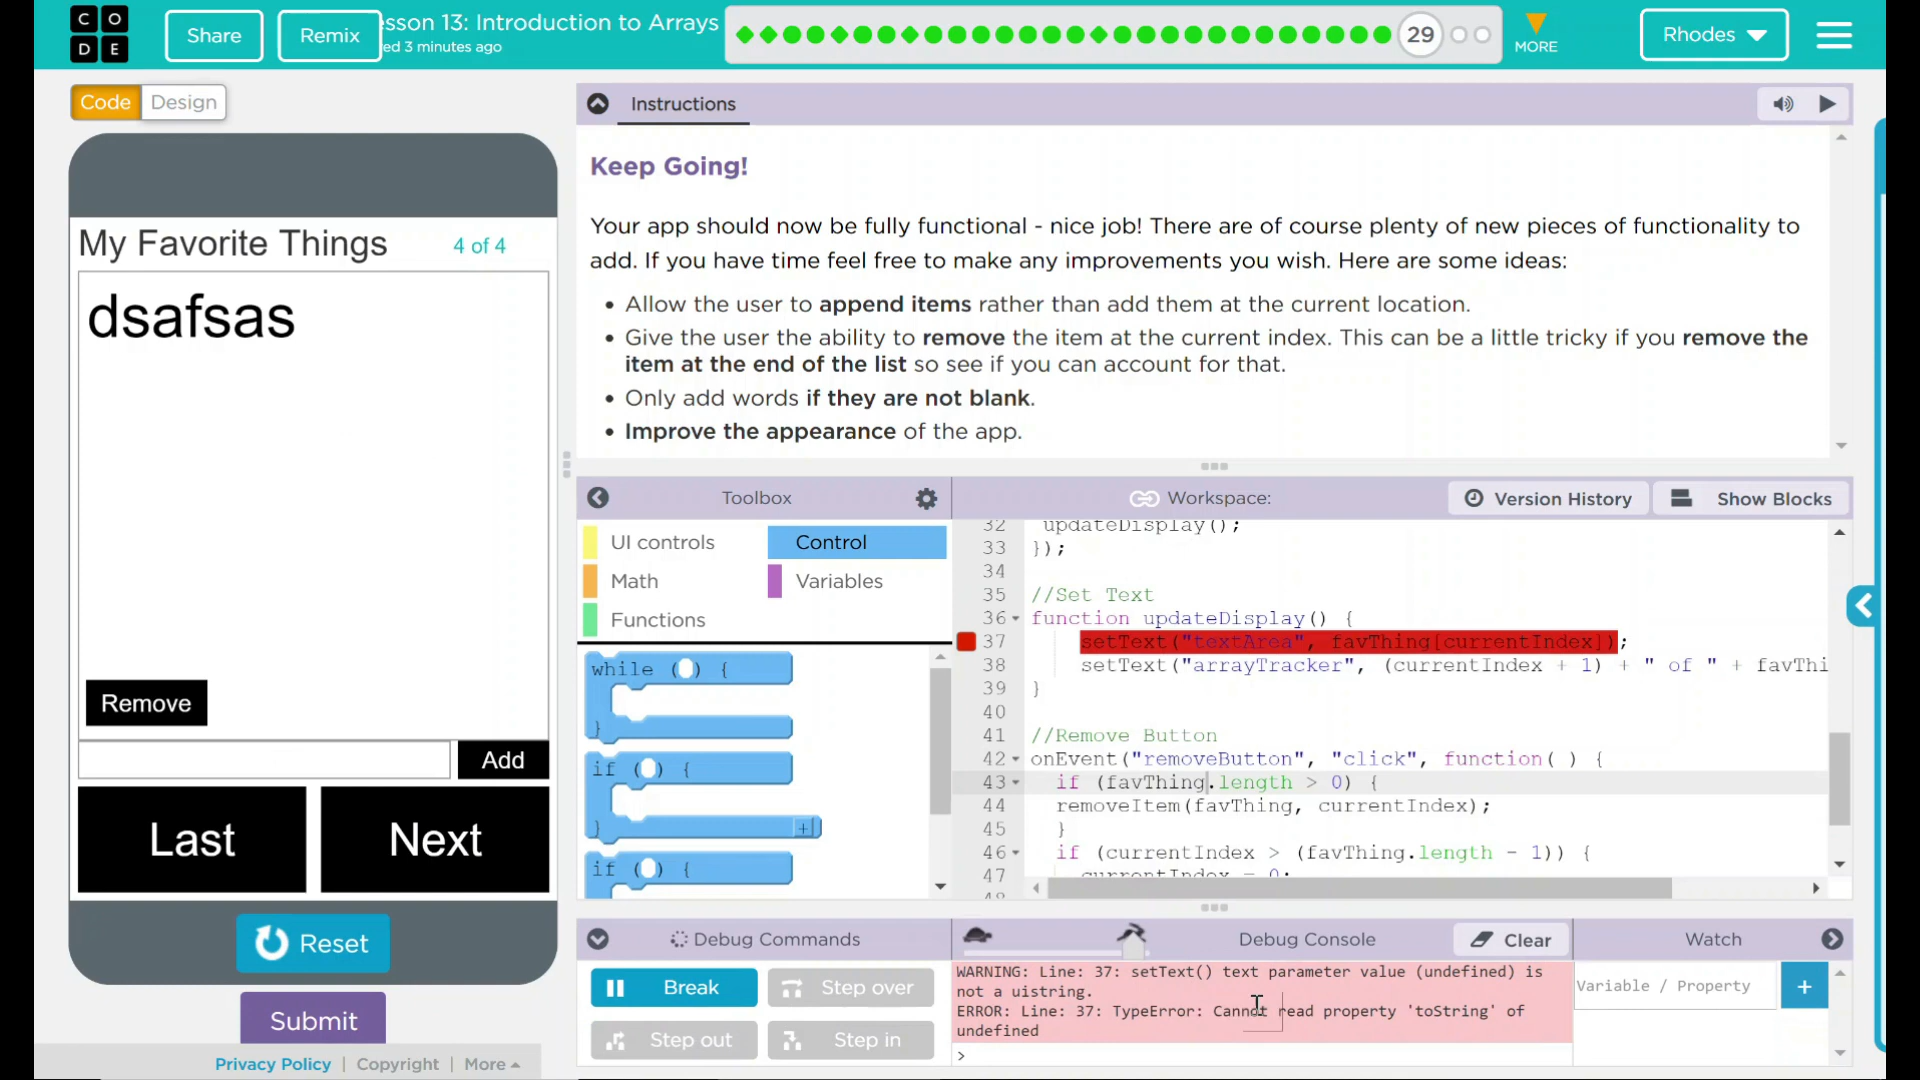 CODE
Share
Remix
esson 13: Introduction to Arrays
ed 3 minutes ago
29
MORE
Rhodes
Code
Design
My Favorite Things
4 of 4
dsafsas
Remove
Add
Last
Next
Reset
Submit
Privacy Policy | Copyright | More
Instructions
Keep Going!
Your app should now be fully functional - nice job! There are of course plenty of new pieces of functionality to
add. If you have time feel free to make any improvements you wish. Here are some ideas:
• Allow the user to append items rather than add them at the current location.
• Give the user the ability to remove the item at the current index. This can be a little tricky if you remove the
item at the end of the list so see if you can account for that.
• Only add words if they are not blank.
• Improve the appearance of the app.
Toolbox
UI controls
Control
Math
Variables
Functions
while ( ) {
}
if ( ) {
}
if ( ) {
Workspace:
Version History
Show Blocks
32 updateDisplay();
33 });
34
35 //Set Text
36 function updateDisplay() {
37 setText("textArea", favThing[currentIndex]);
38 setText("arrayTracker", (currentIndex + 1) + " of " + favThi
39 }
40
41 //Remove Button
42 onEvent("removeButton", "click", function( ) {
43 if (favThing.length > 0) {
44 removeItem(favThing, currentIndex);
45 }
46 if (currentIndex > (favThing.length - 1)) {
47 currentIndex = 0;
48
Debug Commands
Break
Step over
Step out
Step in
Debug Console
Clear
WARNING: Line: 37: setText() text parameter value (undefined) is
not a uistring.
ERROR: Line: 37: TypeError: Cannot read property 'toString' of
undefined
>
Watch
Variable / Property
+